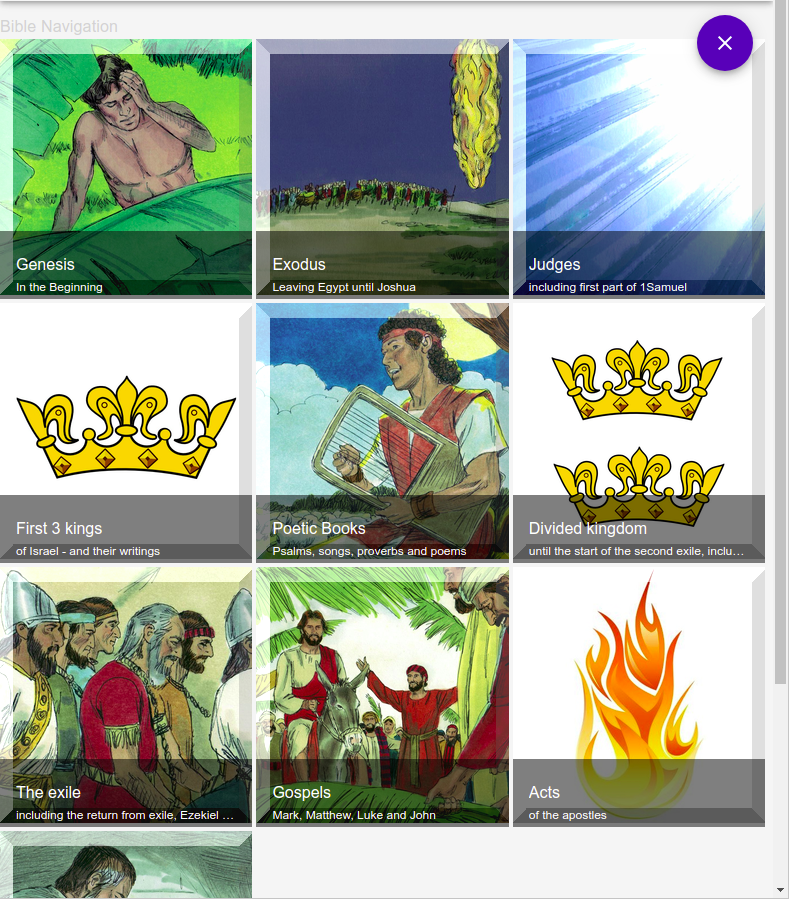 Bible Navigation
Genesis
In the Beginning
Exodus
Leaving Egypt until Joshua
Judges
including first part of 1Samuel
First 3 kings
of Israel - and their writings
Poetic Books
Psalms, songs, proverbs and poems
Divided kingdom
until the start of the second exile, inclu…
The exile
including the return from exile, Ezekiel …
Gospels
Mark, Matthew, Luke and John
Acts
of the apostles